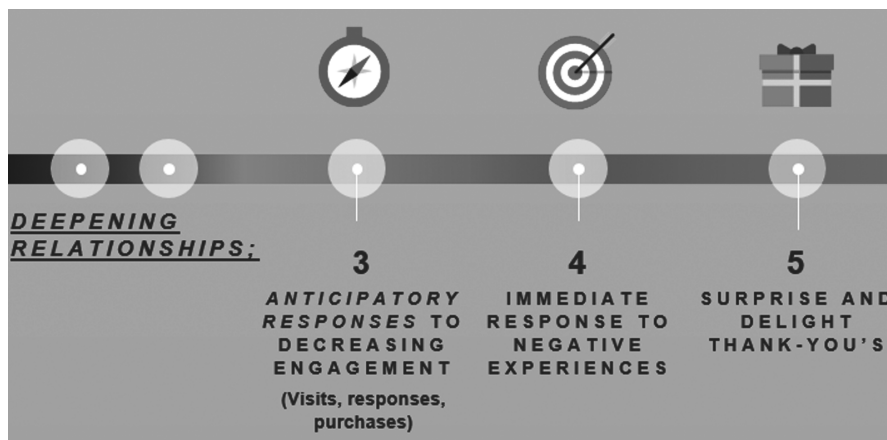 DEEPENING
RELATIONSHIPS;
3
ANTICIPATORY
RESPONSES TO
DECREASING
ENGAGEMENT
(Visits, responses,
purchases)
4
IMMEDIATE
RESPONSE TO
NEGATIVE
EXPERIENCES
5
SURPRISE AND
DELIGHT
THANK-YOU'S